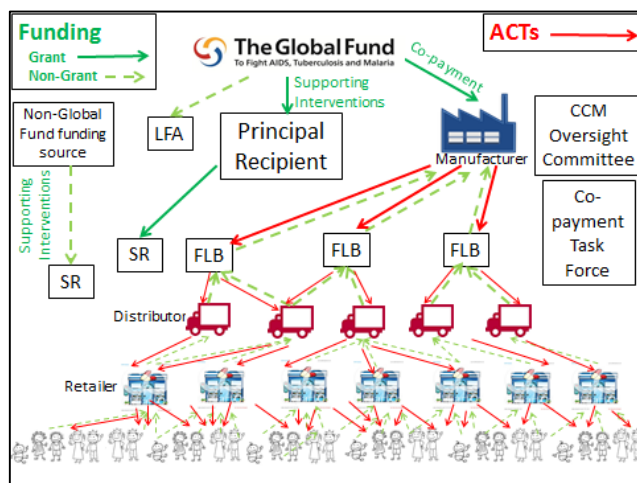 Funding
Grant
Non-Grant
The Global Fund
To Fight AIDS, Tuberculosis and Malaria
Co-payment
ACTs
Supporting
Interventions
Non-Global
Fund funding
source
LFA
Principal
Recipient
Manufacturer
CCM
Oversight
Committee
Supporting
Interventions
SR
SR
FLB
FLB
FLB
Co-
payment
Task
Force
Distributor
Retailer